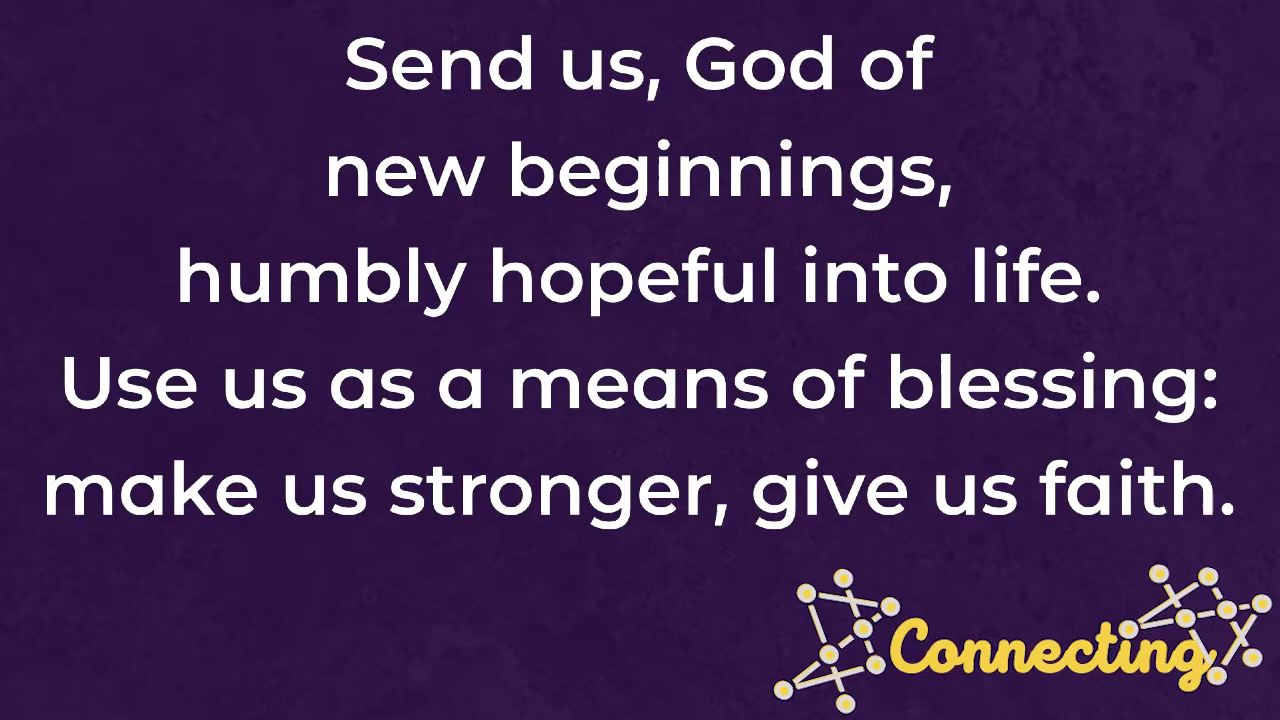 Send us, God of
new beginnings,
humbly hopeful into life.
Use us as a means of blessing:
make us stronger, give us faith.
Connecting